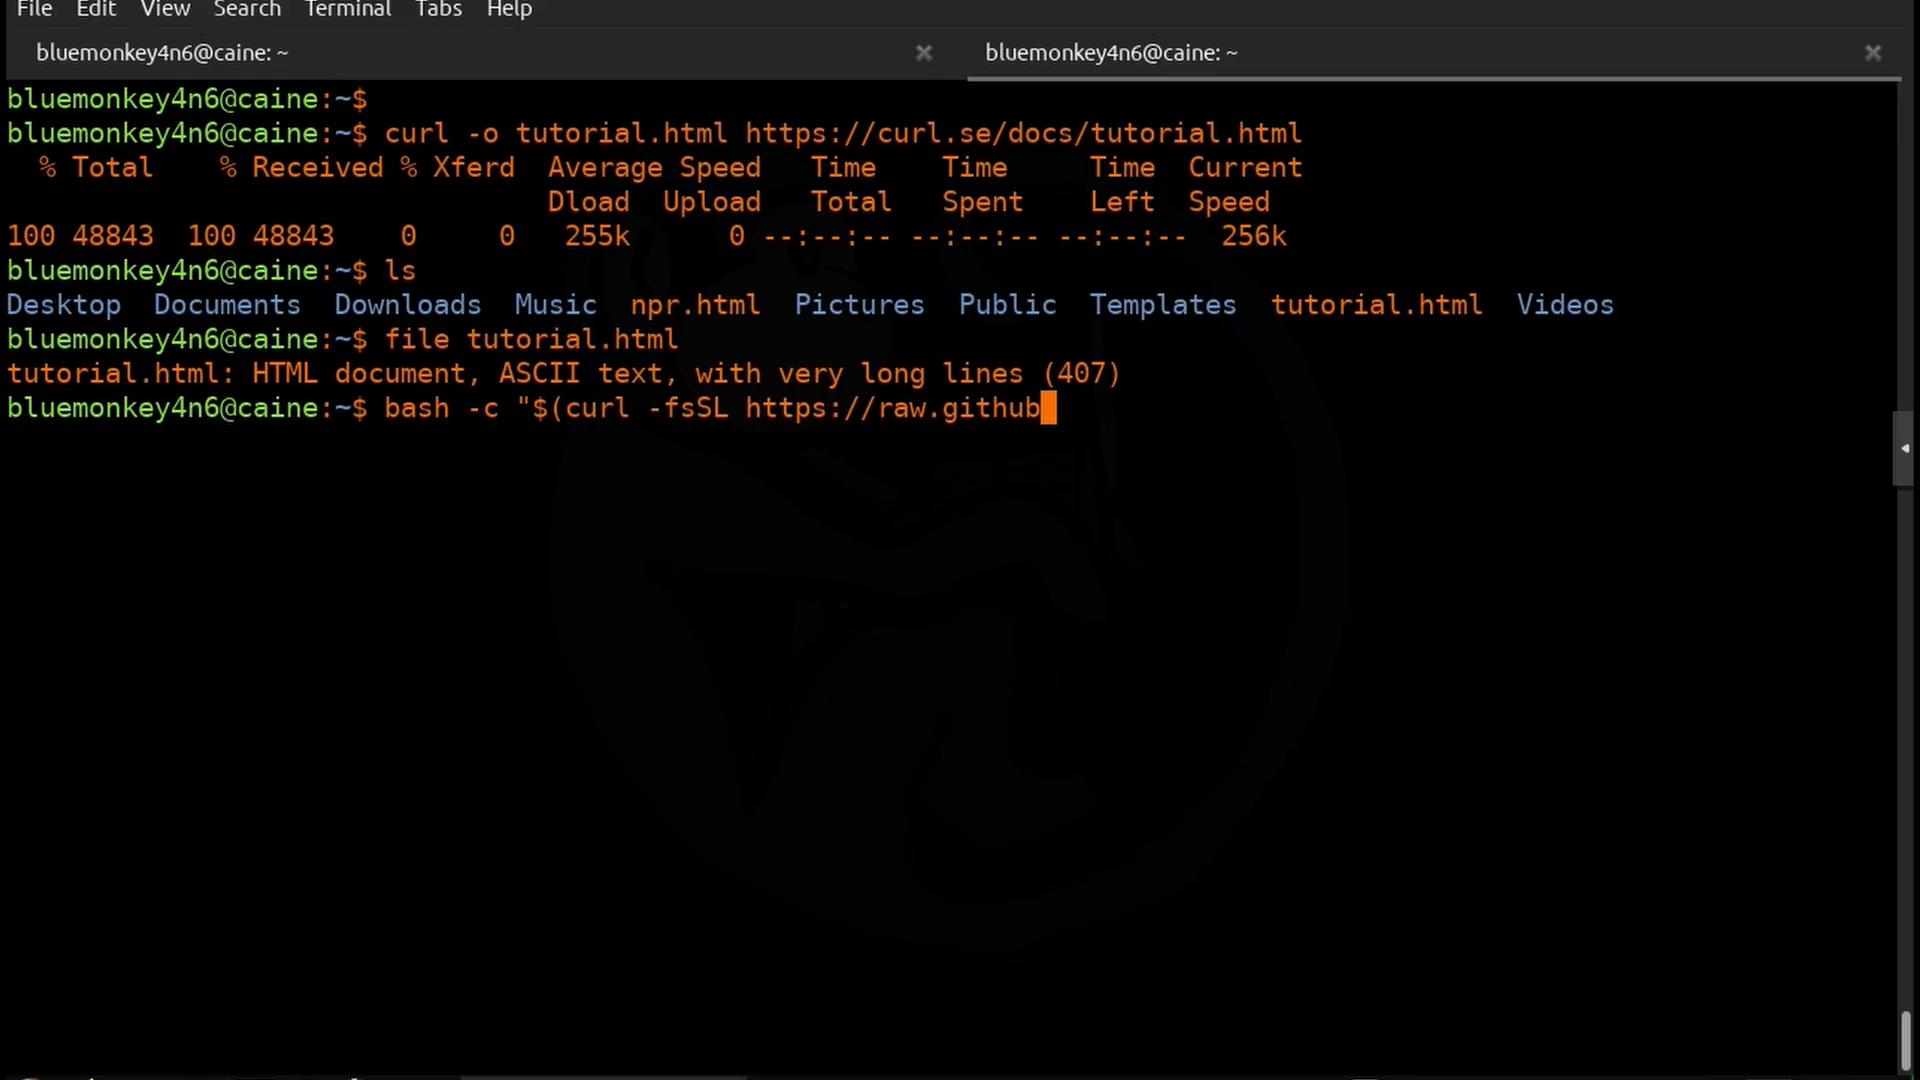 File Edit View Search Terminal Tabs Help
bluemonkey4n6@caine: ~ × bluemonkey4n6@caine: ~ ×
bluemonkey4n6@caine:~$
bluemonkey4n6@caine:~$ curl -o tutorial.html https://curl.se/docs/tutorial.html
% Total % Received % Xferd Average Speed Time Time Time Current
Dload Upload Total Spent Left Speed
100 48843 100 48843 0 0 255k 0 --:--:-- --:--:-- --:--:-- 256k
bluemonkey4n6@caine:~$ ls
Desktop Documents Downloads Music npr.html Pictures Public Templates tutorial.html Videos
bluemonkey4n6@caine:~$ file tutorial.html
tutorial.html: HTML document, ASCII text, with very long lines (407)
bluemonkey4n6@caine:~$ bash -c "$(curl -fsSL https://raw.github